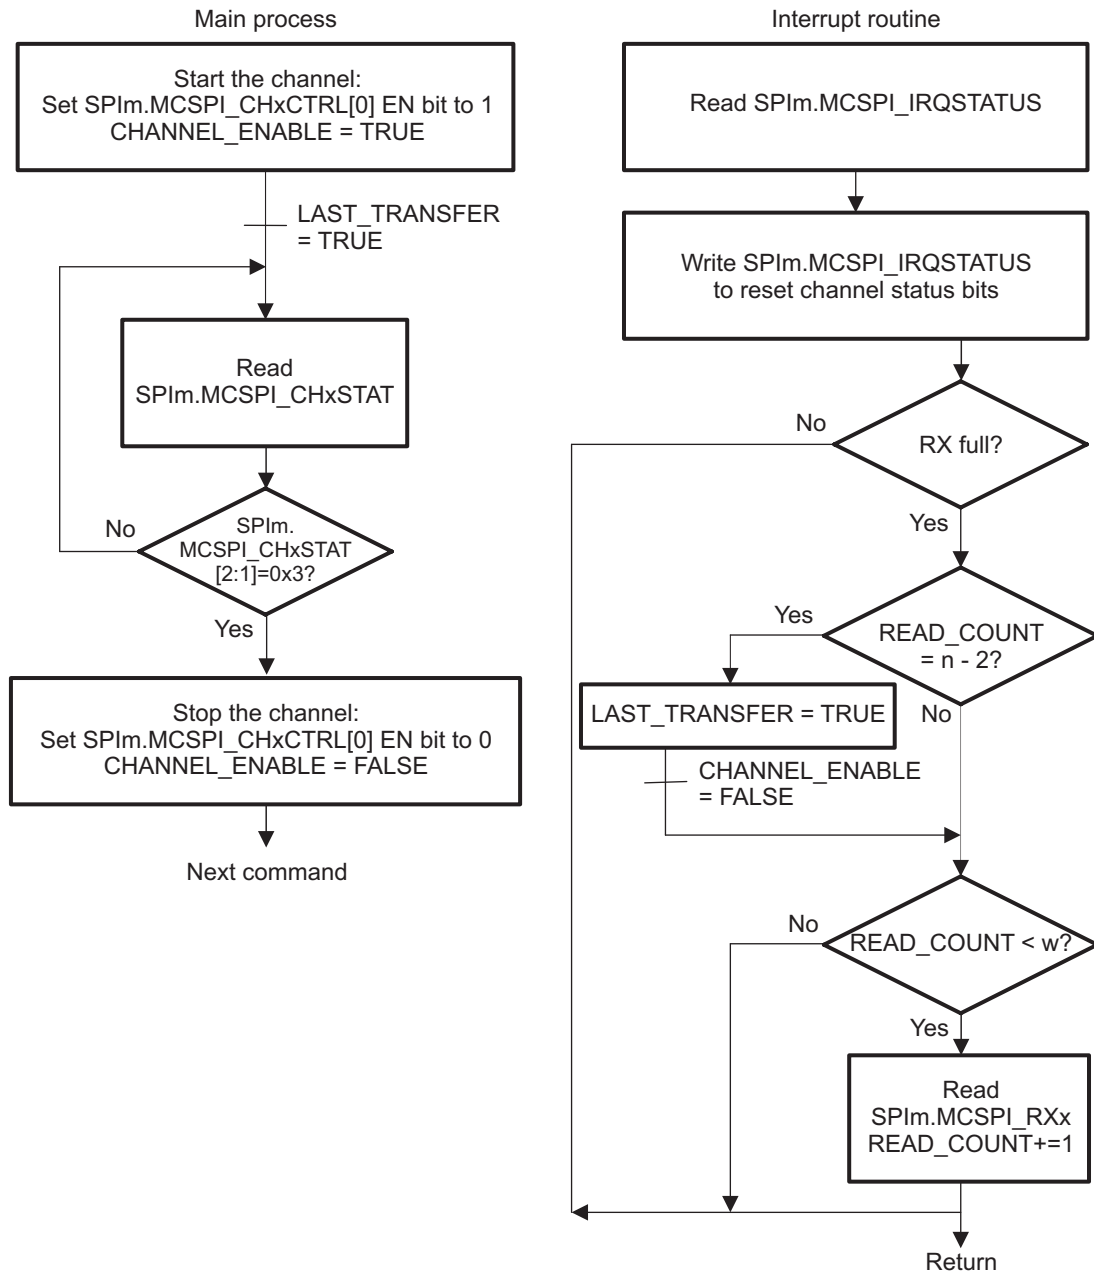 Main process
Start the channel:
Set SPIm.MCSPI_CHxCTRL[0] EN bit to 1
CHANNEL_ENABLE = TRUE
LAST_TRANSFER
= TRUE
Read
SPIm.MCSPI_CHxSTAT
No
SPIm.
MCSPI_CHxSTAT
[2:1]=0x3?
Yes
Stop the channel:
Set SPIm.MCSPI_CHxCTRL[0] EN bit to 0
CHANNEL_ENABLE = FALSE
Next command
Interrupt routine
Read SPIm.MCSPI_IRQSTATUS
Write SPIm.MCSPI_IRQSTATUS
to reset channel status bits
No
RX full?
Yes
Yes
READ_COUNT
= n - 2?
LAST_TRANSFER = TRUE
No
CHANNEL_ENABLE
= FALSE
No
READ_COUNT < w?
Yes
Read
SPIm.MCSPI_RXx
READ_COUNT+=1
Return